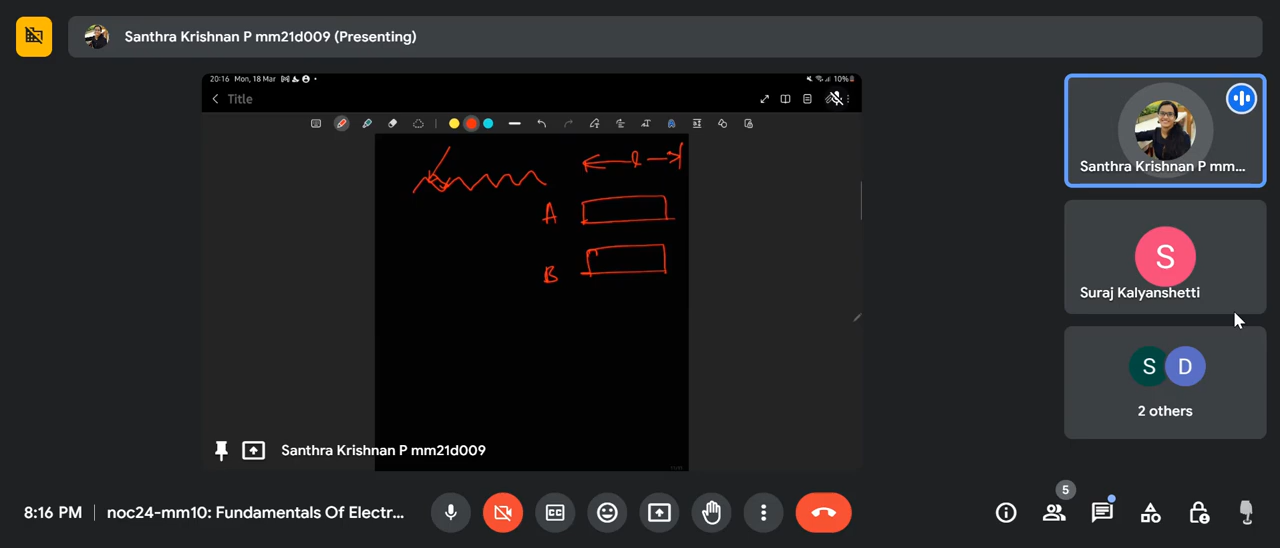 Santhra Krishnan P mm21d009 (Presenting)
20:16 Mon, 18 Mar
10%
Title
l
A
B
Santhra Krishnan P mm21d009
Santhra Krishnan P mm...
S
Suraj Kalyanshetti
S D
2 others
5
8:16 PM | noc24-mm10: Fundamentals Of Electr...